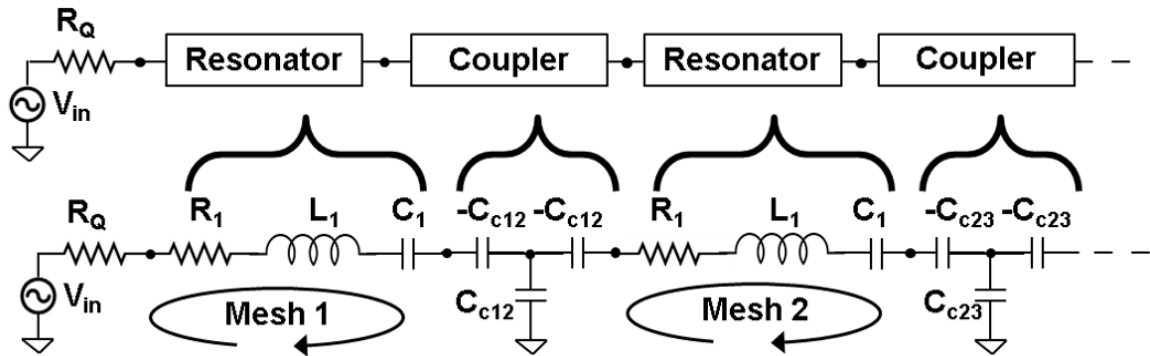 R_Q
Resonator Coupler Resonator Coupler
V_in
R_Q R_1 L_1 C_1 -C_c12 -C_c12 R_1 L_1 C_1 -C_c23 -C_c23
V_in Mesh 1 C_c12 Mesh 2 C_c23